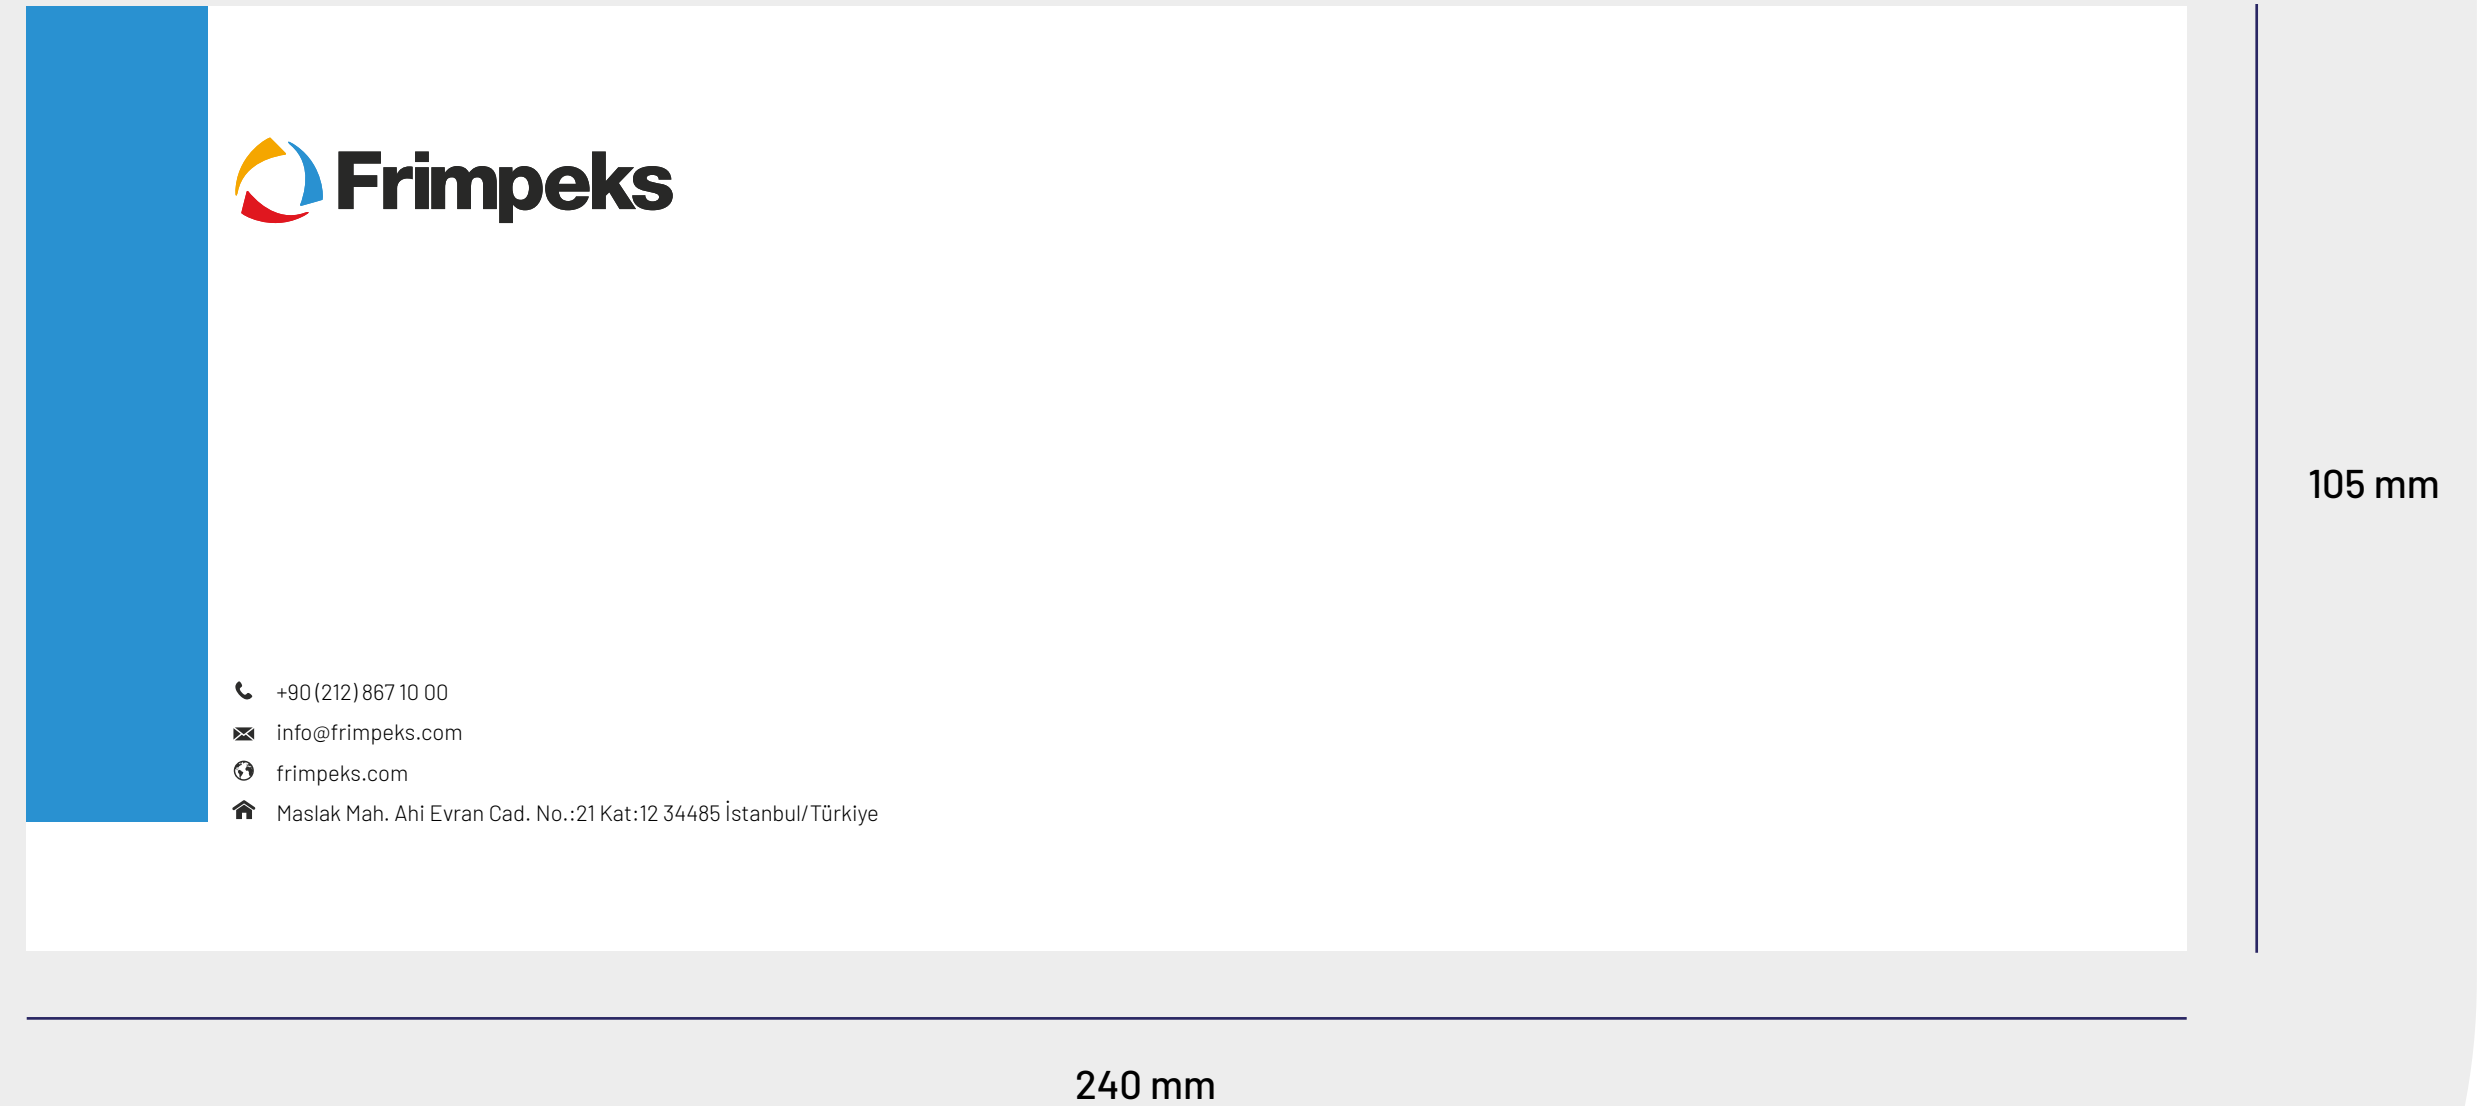 Frimpeks
105 mm
+90 (212) 867 10 00
info@frimpeks.com
frimpeks.com
Maslak Mah. Ahi Evran Cad. No.:21 Kat:12 34485 İstanbul/Türkiye
240 mm